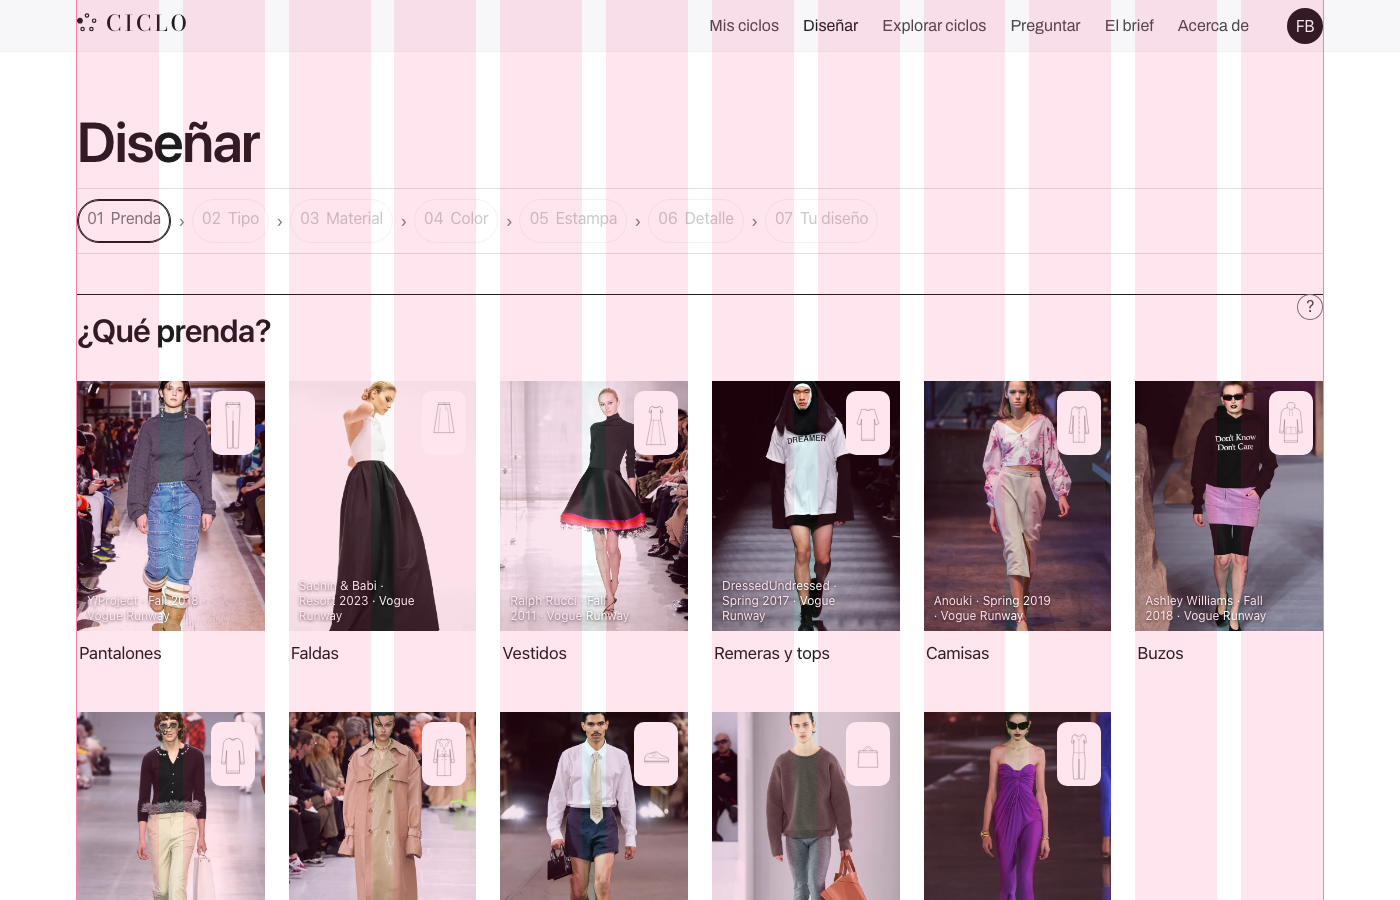 CICLO
Mis ciclos
Diseñar
Explorar ciclos
Preguntar
El brief
Acerca de
FB
Diseñar
01 Prenda
›
02 Tipo
›
03 Material
›
04 Color
›
05 Estampa
›
06 Detalle
›
07 Tu diseño
?
¿Qué prenda?
Y/Project · Fall 2018 ·
Vogue Runway
Pantalones
Sachin & Babi ·
Resort 2023 · Vogue
Runway
Faldas
Ralph Rucci · Fall
2011 · Vogue Runway
Vestidos
DREAMER
DressedUndressed ·
Spring 2017 · Vogue
Runway
Remeras y tops
Anouki · Spring 2019
· Vogue Runway
Camisas
Don't Know
Don't Care
Ashley Williams · Fall
2018 · Vogue Runway
Buzos